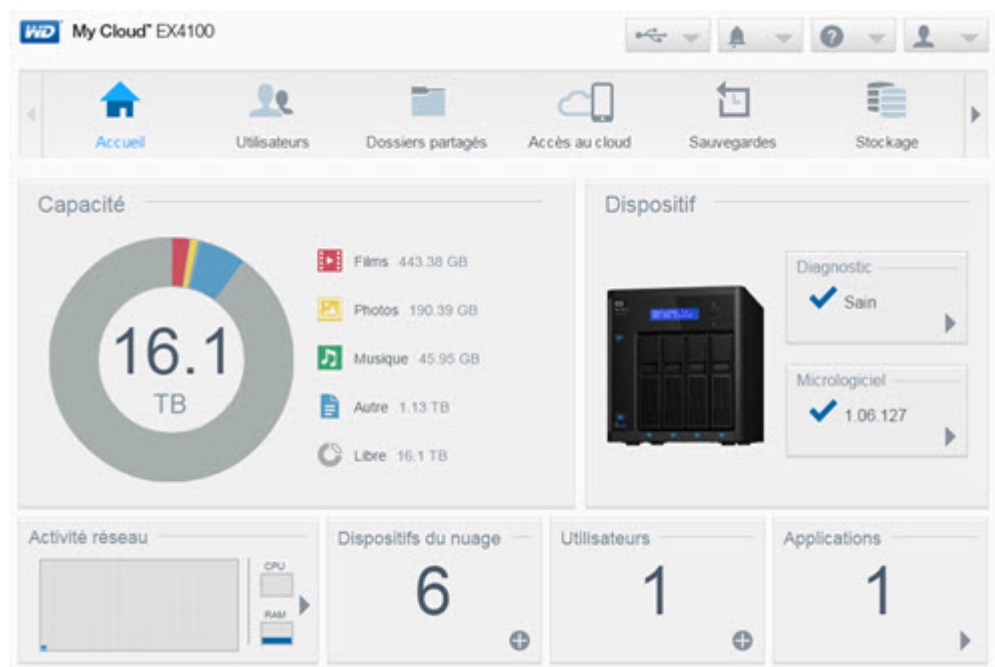 WD My Cloud™ EX4100
Accueil
Utilisateurs
Dossiers partagés
Accès au cloud
Sauvegardes
Stockage
Capacité
16.1
TB
Films 443.38 GB
Photos 190.39 GB
Musique 45.95 GB
Autre 1.13 TB
Libre 16.1 TB
Dispositif
Diagnostic
Sain
Micrologiciel
1.06.127
Activité réseau
CPU
RAM
Dispositifs du nuage
6
Utilisateurs
1
Applications
1